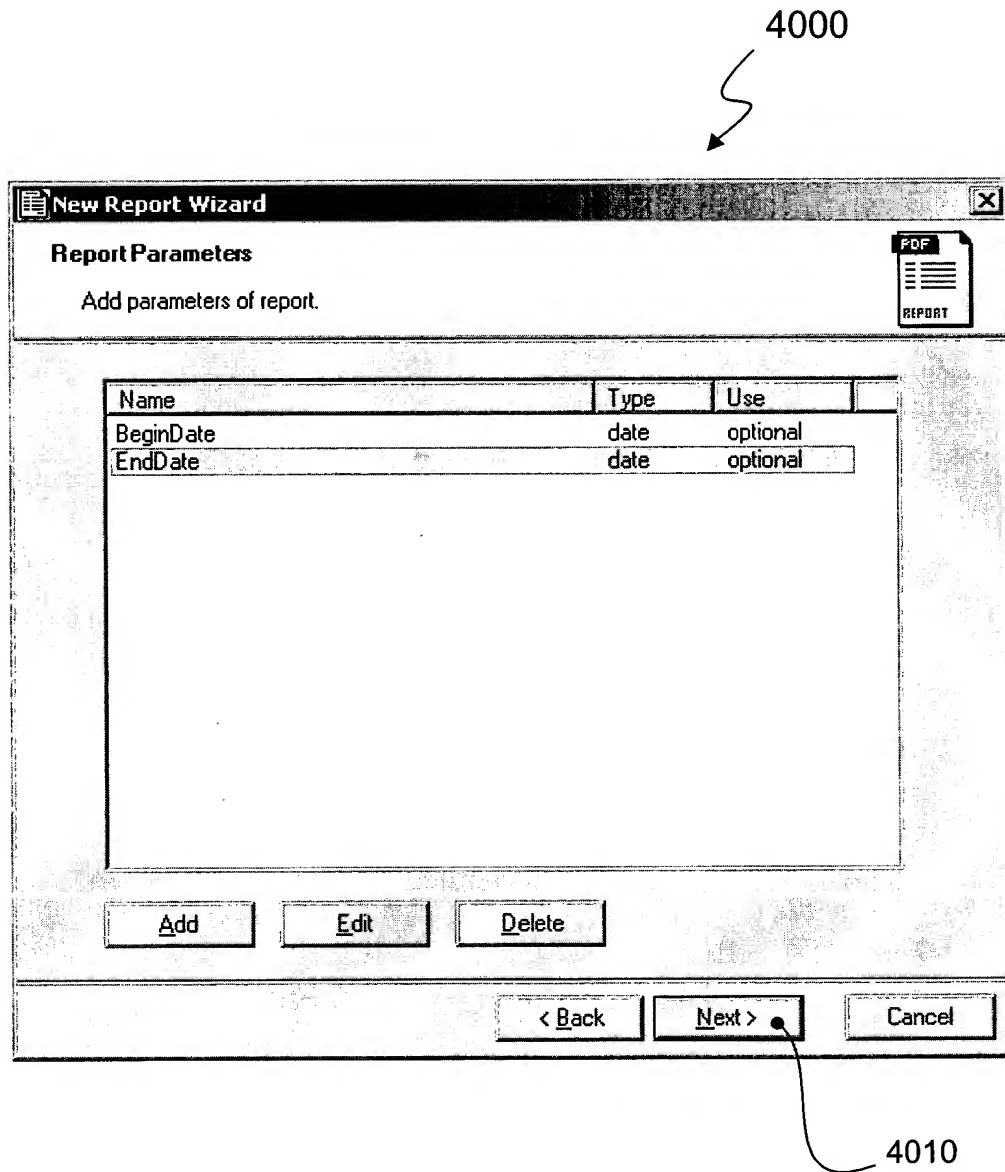 4000
New Report Wizard
Report Parameters
Add parameters of report.
PDF
REPORT
Name Type Use
BeginDate date optional
EndDate date optional
Add Edit Delete
< Back Next > Cancel
4010